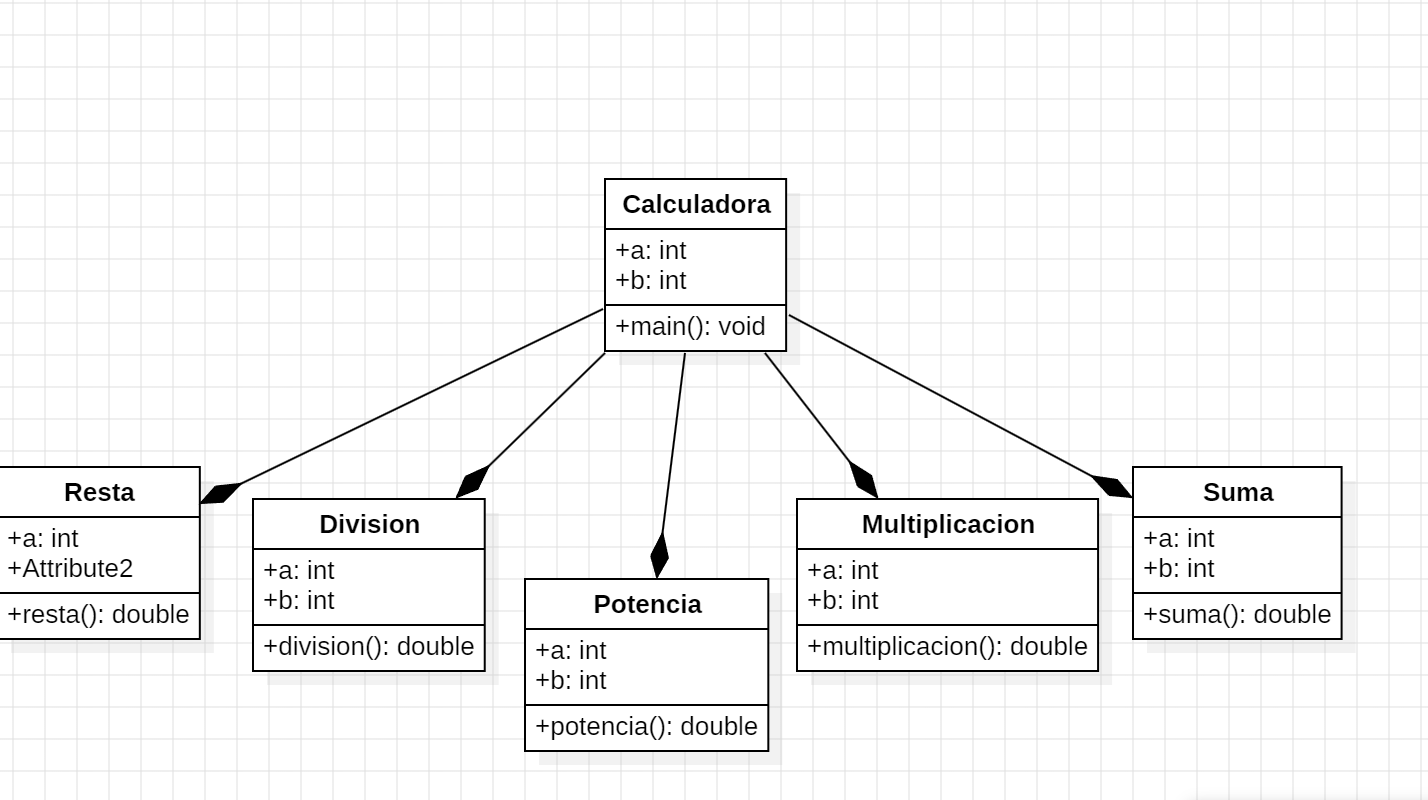 Calculadora
+a: int
+b: int
+main(): void
Resta
+a: int
+Attribute2
+resta(): double
Division
+a: int
+b: int
+division(): double
Potencia
+a: int
+b: int
+potencia(): double
Multiplicacion
+a: int
+b: int
+multiplicacion(): double
Suma
+a: int
+b: int
+suma(): double